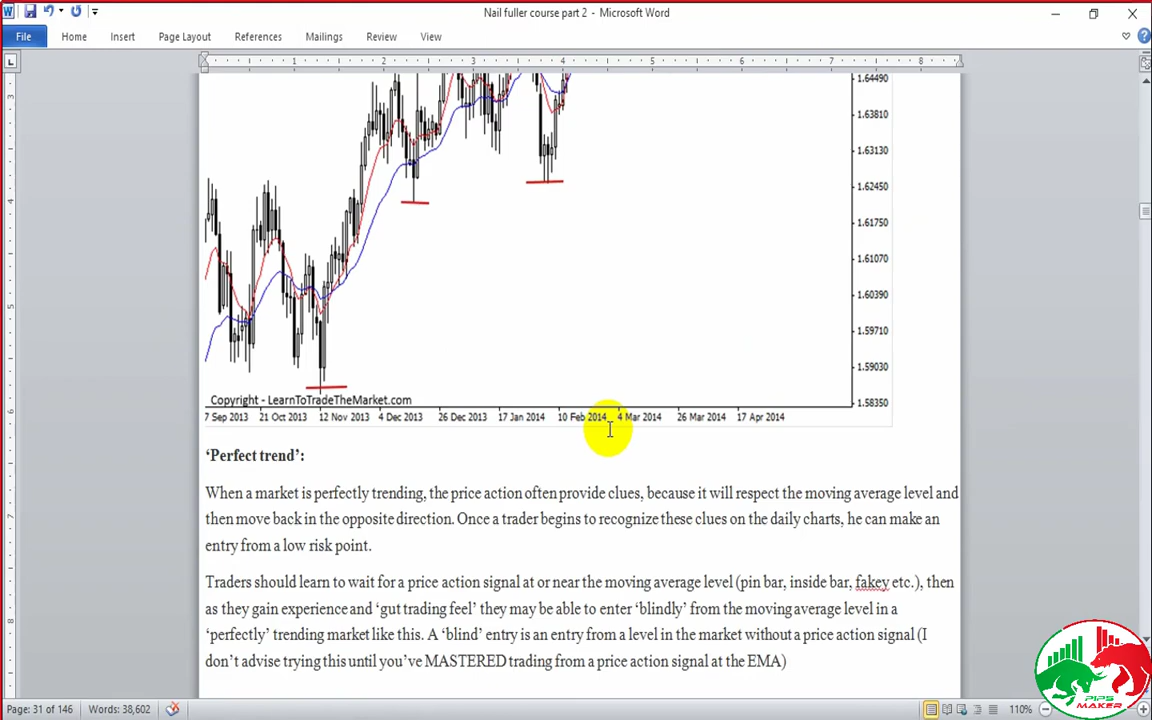 Nail fuller course part 2 - Microsoft Word
File Home Insert Page Layout References Mailings Review View
1 2 3 4 5 6 7 8
1.64490
1.63810
1.63130
1.62450
1.61750
1.61070
1.60390
1.59710
1.59030
1.58350
Copyright - LearnToTradeTheMarket.com
7 Sep 2013 21 Oct 2013 12 Nov 2013 4 Dec 2013 26 Dec 2013 17 Jan 2014 10 Feb 2014 4 Mar 2014 26 Mar 2014 17 Apr 2014
‘Perfect trend’:
When a market is perfectly trending, the price action often provide clues, because it will respect the moving average level and
then move back in the opposite direction. Once a trader begins to recognize these clues on the daily charts, he can make an
entry from a low risk point.
Traders should learn to wait for a price action signal at or near the moving average level (pin bar, inside bar, fakey etc.), then
as they gain experience and ‘gut trading feel’ they may be able to enter ‘blindly’ from the moving average level in a
‘perfectly’ trending market like this. A ‘blind’ entry is an entry from a level in the market without a price action signal (I
don’t advise trying this until you’ve MASTERED trading from a price action signal at the EMA)
PIPS
MAKER
Page: 31 of 146 Words: 38,602 110%